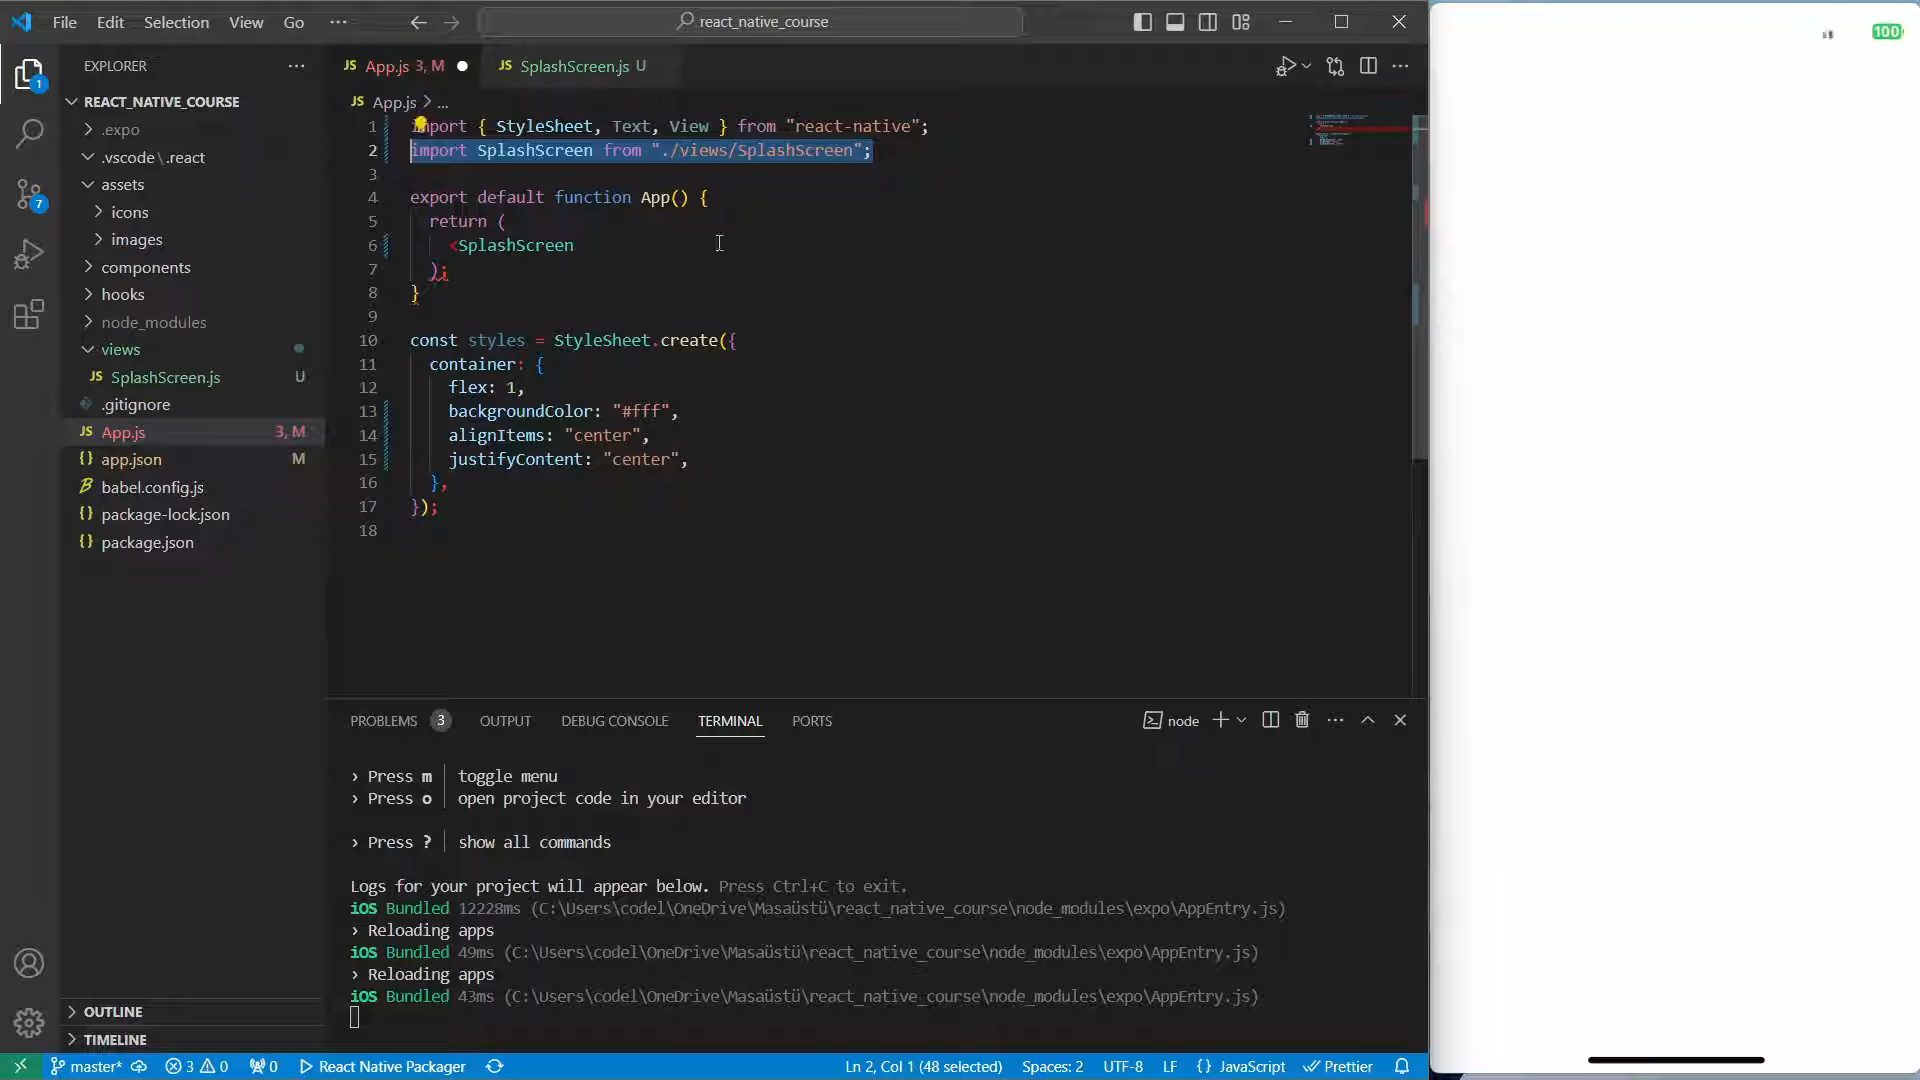 File Edit Selection View Go ··· react_native_course
EXPLORER
REACT_NATIVE_COURSE
.expo
.vscode\.react
assets
icons
images
components
hooks
node_modules
views
JS SplashScreen.js U
.gitignore
JS App.js 3, M
{} app.json M
babel.config.js
{} package-lock.json
{} package.json
OUTLINE
TIMELINE
1
7
JS App.js 3, M JS SplashScreen.js U
JS App.js > ...
1 import { StyleSheet, Text, View } from "react-native";
2 import SplashScreen from "./views/SplashScreen";
3
4 export default function App() {
5 return (
6 <SplashScreen
7 );
8 }
9
10 const styles = StyleSheet.create({
11 container: {
12 flex: 1,
13 backgroundColor: "#fff",
14 alignItems: "center",
15 justifyContent: "center",
16 },
17 });
18
PROBLEMS 3 OUTPUT DEBUG CONSOLE TERMINAL PORTS node
› Press m │ toggle menu
› Press o │ open project code in your editor
› Press ? │ show all commands
Logs for your project will appear below. Press Ctrl+C to exit.
iOS Bundled 12228ms (C:\Users\codel\OneDrive\Masaüstü\react_native_course\node_modules\expo\AppEntry.js)
› Reloading apps
iOS Bundled 49ms (C:\Users\codel\OneDrive\Masaüstü\react_native_course\node_modules\expo\AppEntry.js)
› Reloading apps
iOS Bundled 43ms (C:\Users\codel\OneDrive\Masaüstü\react_native_course\node_modules\expo\AppEntry.js)
master* 3 0 0 React Native Packager Ln 2, Col 1 (48 selected) Spaces: 2 UTF-8 LF {} JavaScript Prettier
100